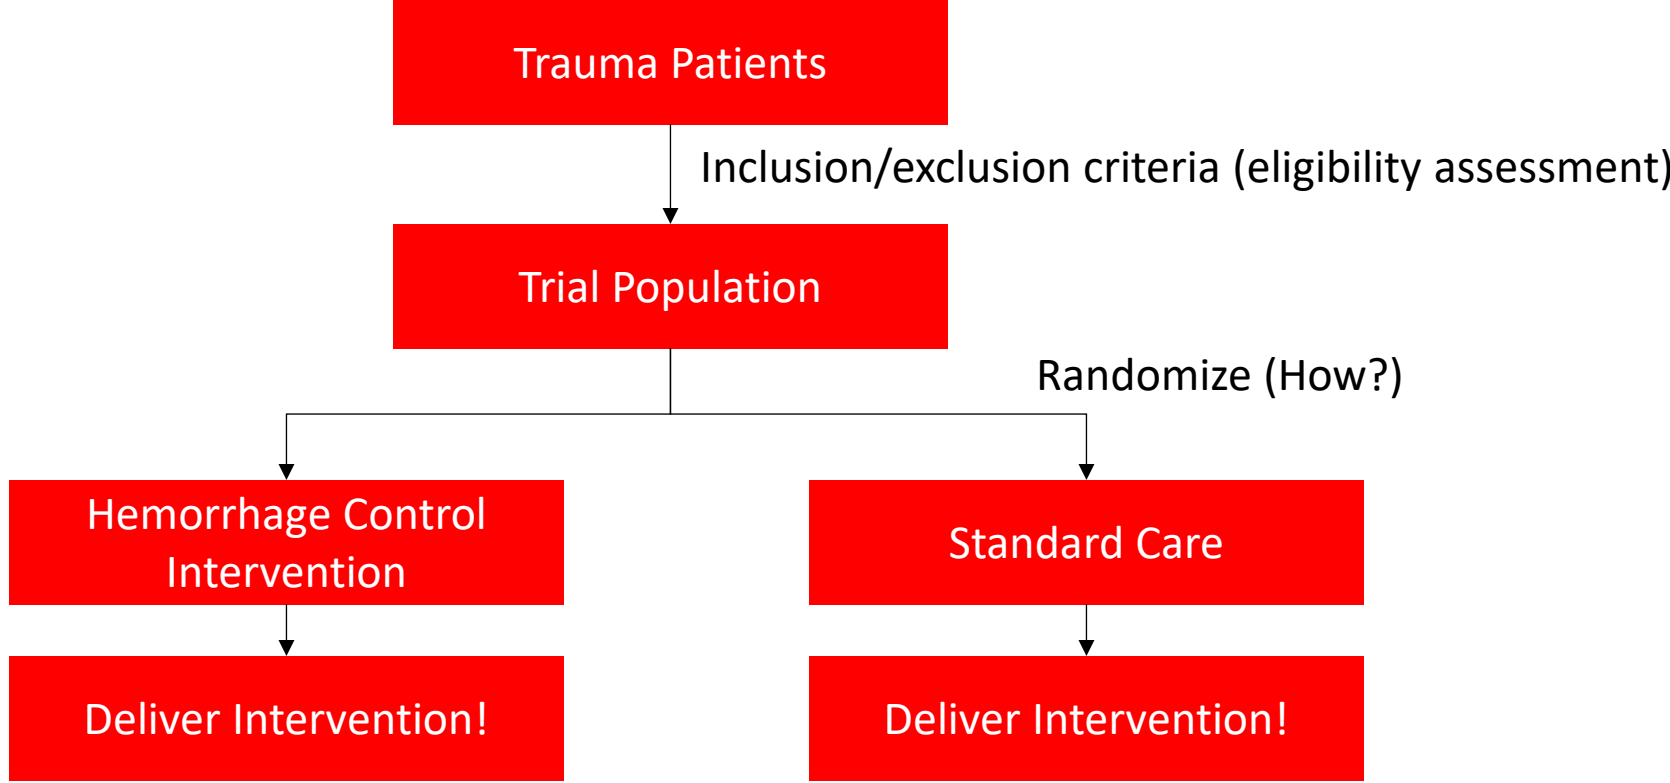 Trauma Patients
Inclusion/exclusion criteria (eligibility assessment)
Trial Population
Randomize (How?)
Hemorrhage Control
Intervention
Standard Care
Deliver Intervention!
Deliver Intervention!